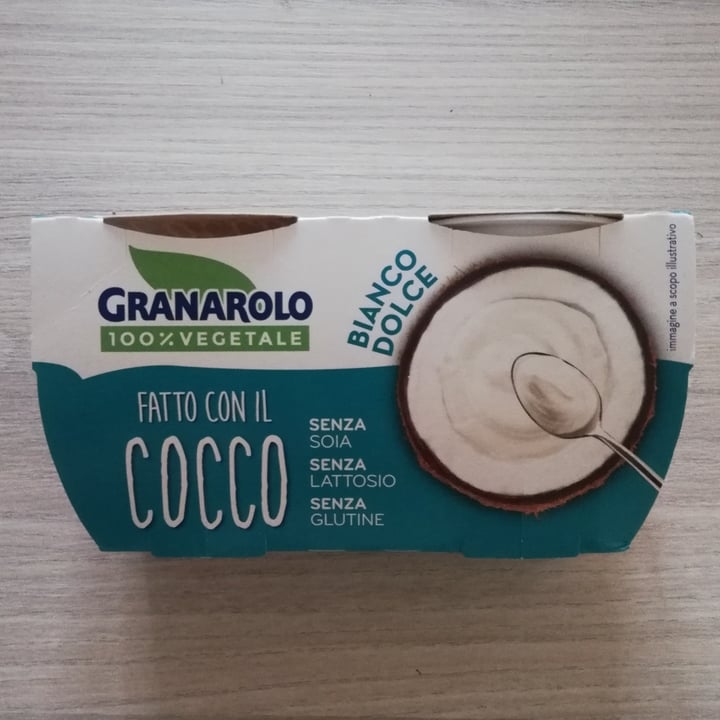 GRANAROLO
100% VEGETALE
BIANCO
DOLCE
immagine a scopo illustrativo
FATTO CON IL
COCCO
SENZA
SOIA
SENZA
LATTOSIO
SENZA
GLUTINE